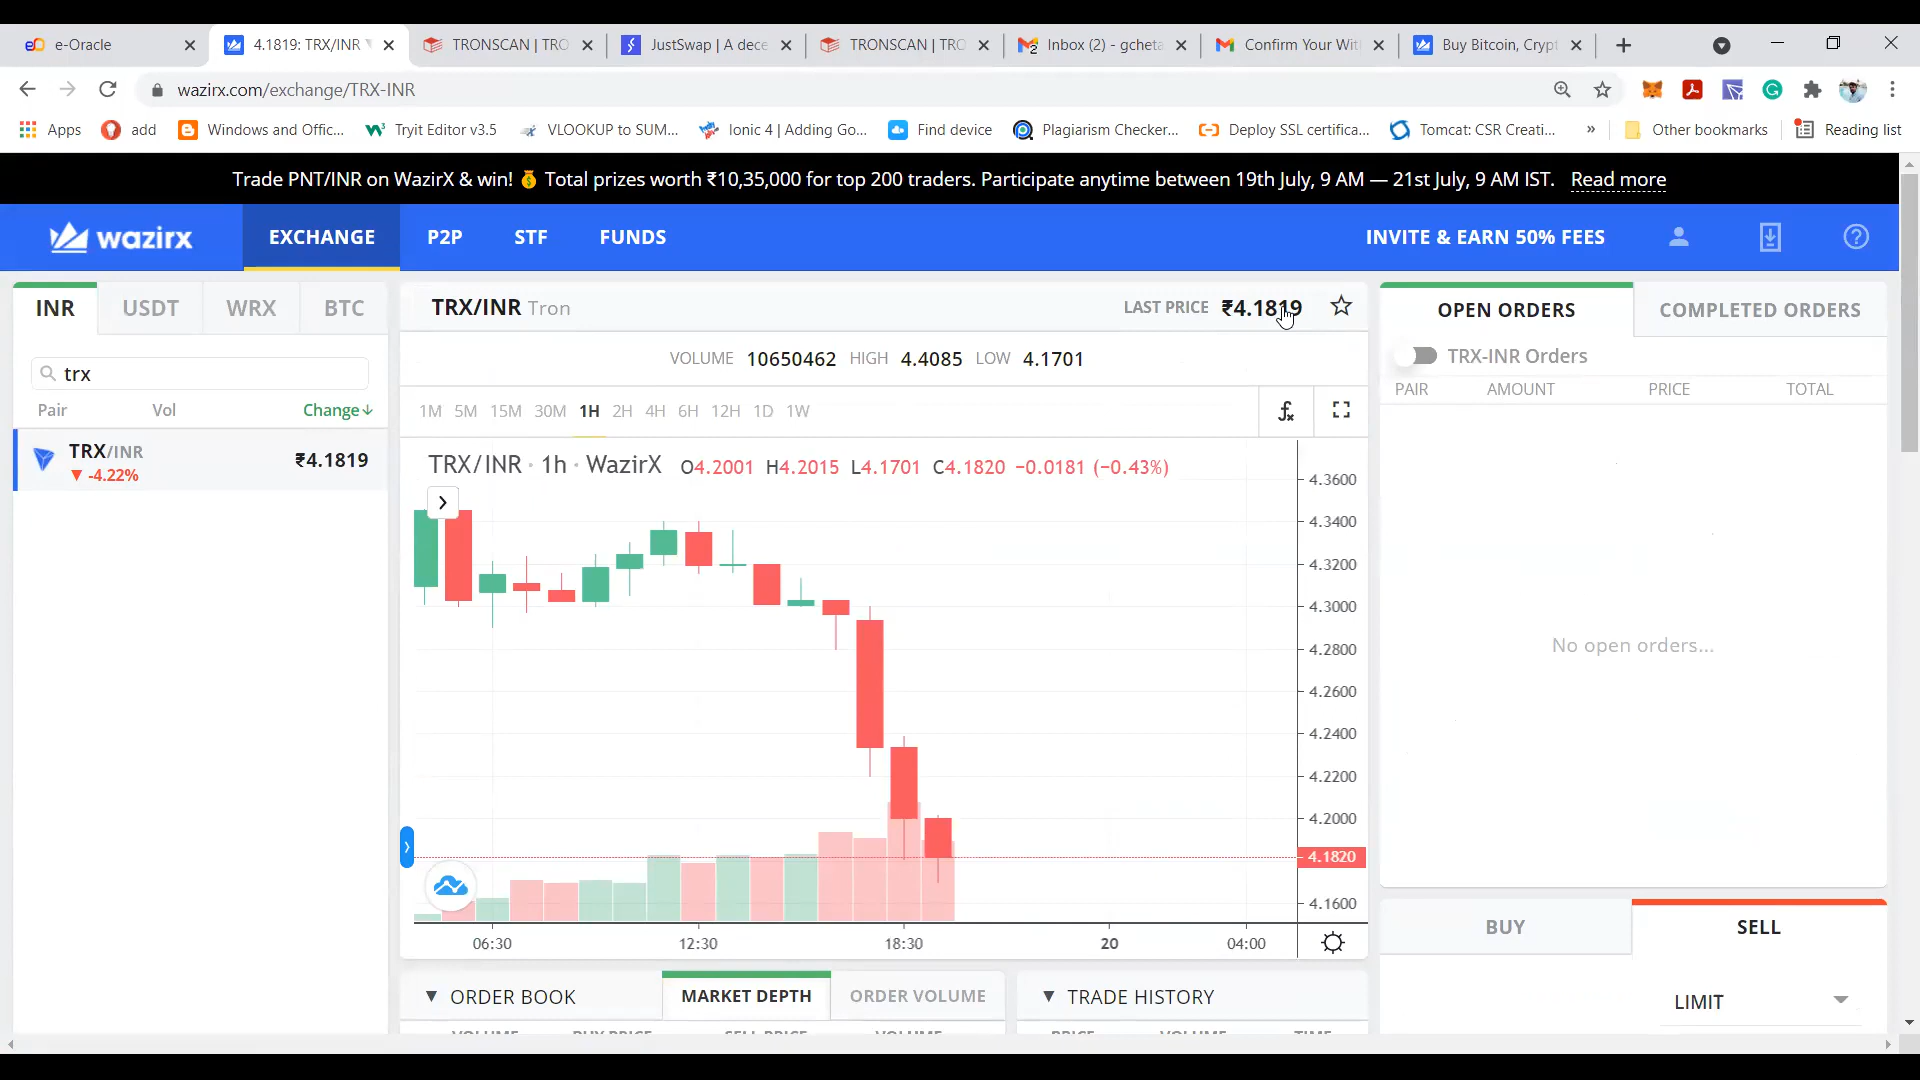 e-Oracle
4.1819: TRX/INR
TRONSCAN | TRO
JustSwap | A dece
TRONSCAN | TRO
Inbox (2) - gcheta
Confirm Your Wit
Buy Bitcoin, Crypt
wazirx.com/exchange/TRX-INR
Apps
add
Windows and Offic...
Tryit Editor v3.5
VLOOKUP to SUM...
Ionic 4 | Adding Go...
Find device
Plagiarism Checker...
Deploy SSL certifica...
Tomcat: CSR Creati...
»
Other bookmarks
Reading list
Trade PNT/INR on WazirX & win! 💰 Total prizes worth ₹10,35,000 for top 200 traders. Participate anytime between 19th July, 9 AM — 21st July, 9 AM IST. Read more
wazirx
EXCHANGE
P2P
STF
FUNDS
INVITE & EARN 50% FEES
INR
USDT
WRX
BTC
trx
Pair
Vol
Change
TRX/INR
▼ -4.22%
₹4.1819
TRX/INR Tron
LAST PRICE ₹4.1819
VOLUME 10650462 HIGH 4.4085 LOW 4.1701
1M 5M 15M 30M 1H 2H 4H 6H 12H 1D 1W
TRX/INR · 1h · WazirX O4.2001 H4.2015 L4.1701 C4.1820 −0.0181 (−0.43%)
4.3600
4.3400
4.3200
4.3000
4.2800
4.2600
4.2400
4.2200
4.2000
4.1820
4.1600
06:30
12:30
18:30
20
04:00
OPEN ORDERS
COMPLETED ORDERS
TRX-INR Orders
PAIR
AMOUNT
PRICE
TOTAL
No open orders...
BUY
SELL
LIMIT
▼ ORDER BOOK
MARKET DEPTH
ORDER VOLUME
▼ TRADE HISTORY
VOLUME
BUY PRICE
SELL PRICE
VOLUME
PRICE
VOLUME
TIME